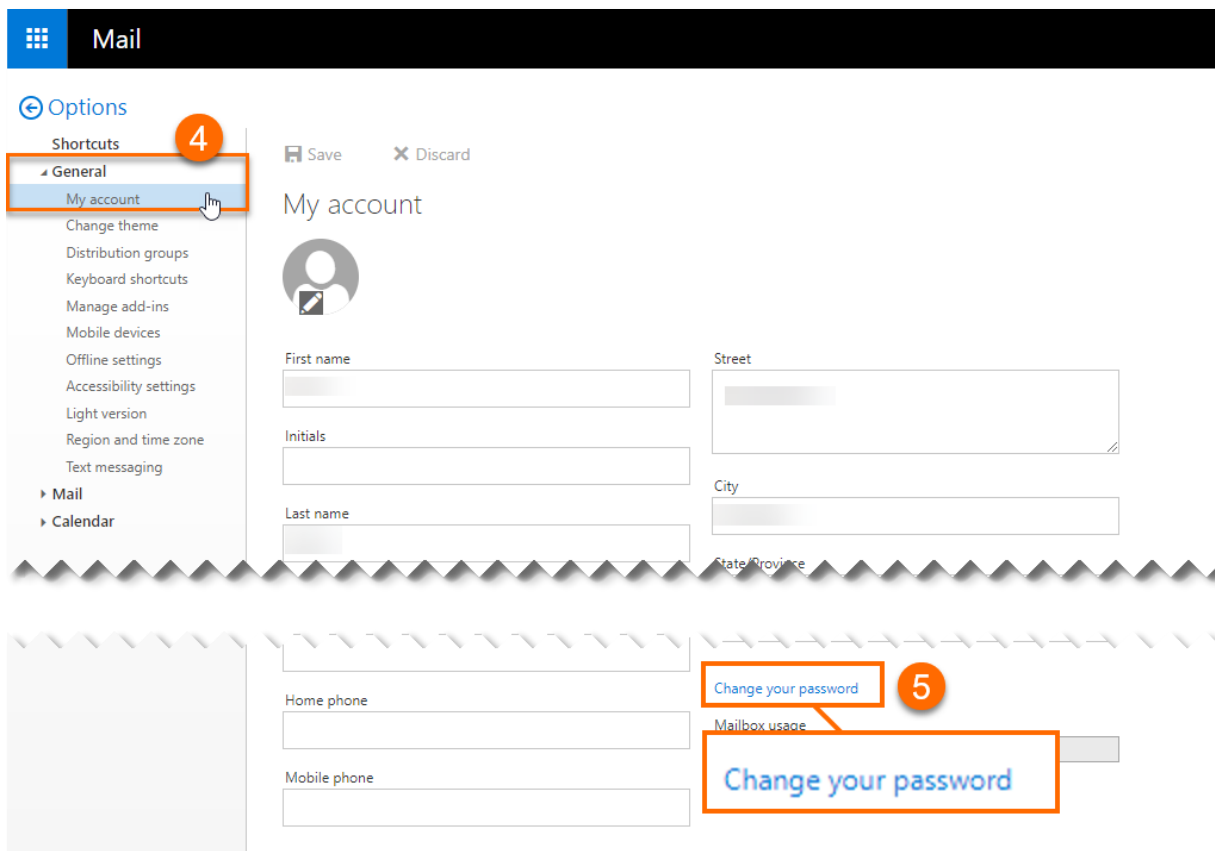 Mail
Options
4
Shortcuts
General
My account
Change theme
Distribution groups
Keyboard shortcuts
Manage add-ins
Mobile devices
Offline settings
Accessibility settings
Light version
Region and time zone
Text messaging
Mail
Calendar
Save Discard
My account
First name
Initials
Last name
Street
City
State/Province
Home phone
Mobile phone
Change your password
5
Mailbox usage
Change your password